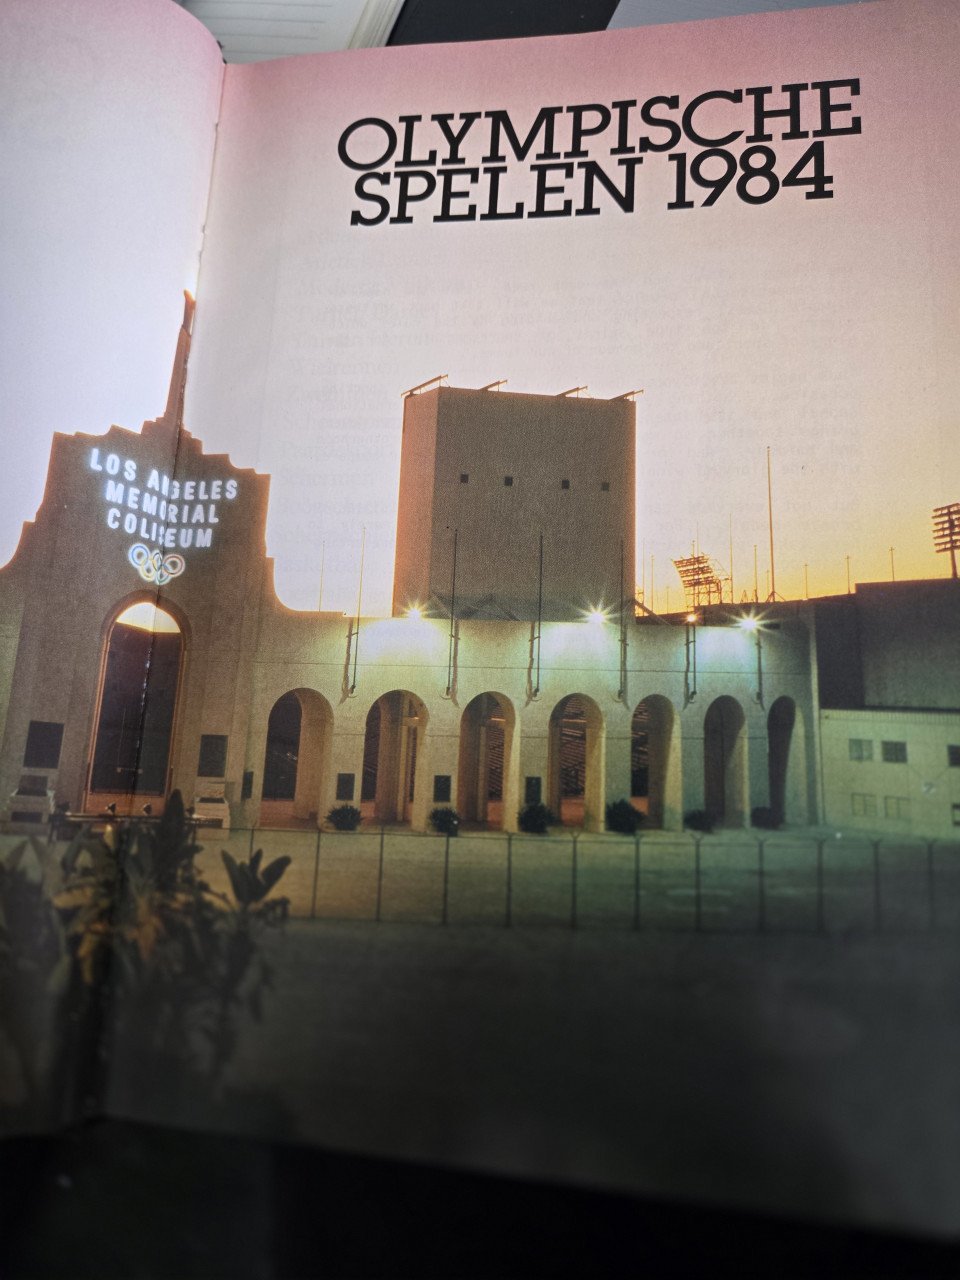 OLYMPISCHE
SPELEN 1984
LOS ANGELES
MEMORIAL
COLISEUM